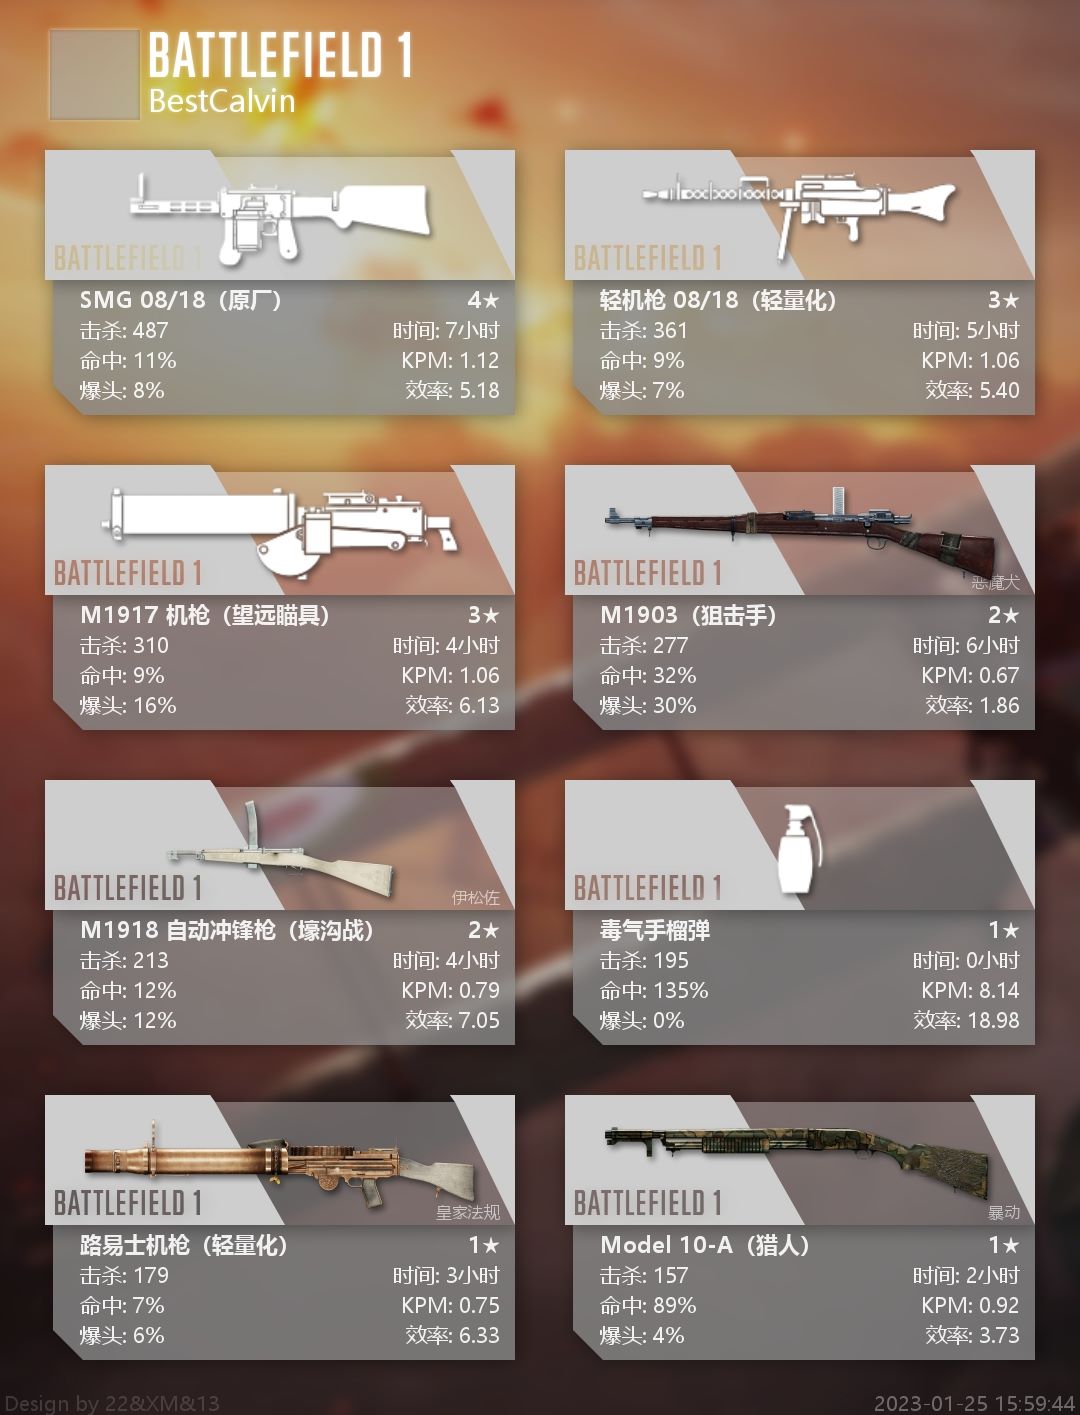 BATTLEFIELD 1
BestCalvin
BATTLEFIELD 1
SMG 08/18（原厂） 4★
击杀: 487 时间: 7小时
命中: 11% KPM: 1.12
爆头: 8% 效率: 5.18
BATTLEFIELD 1
轻机枪 08/18（轻量化） 3★
击杀: 361 时间: 5小时
命中: 9% KPM: 1.06
爆头: 7% 效率: 5.40
BATTLEFIELD 1
M1917 机枪（望远瞄具） 3★
击杀: 310 时间: 4小时
命中: 9% KPM: 1.06
爆头: 16% 效率: 6.13
BATTLEFIELD 1
恶魔犬
M1903（狙击手） 2★
击杀: 277 时间: 6小时
命中: 32% KPM: 0.67
爆头: 30% 效率: 1.86
BATTLEFIELD 1
伊松佐
M1918 自动冲锋枪（壕沟战） 2★
击杀: 213 时间: 4小时
命中: 12% KPM: 0.79
爆头: 12% 效率: 7.05
BATTLEFIELD 1
毒气手榴弹 1★
击杀: 195 时间: 0小时
命中: 135% KPM: 8.14
爆头: 0% 效率: 18.98
BATTLEFIELD 1
皇家法规
路易士机枪（轻量化） 1★
击杀: 179 时间: 3小时
命中: 7% KPM: 0.75
爆头: 6% 效率: 6.33
BATTLEFIELD 1
暴动
Model 10-A（猎人） 1★
击杀: 157 时间: 2小时
命中: 89% KPM: 0.92
爆头: 4% 效率: 3.73
Design by 22&XM&13
2023-01-25 15:59:44